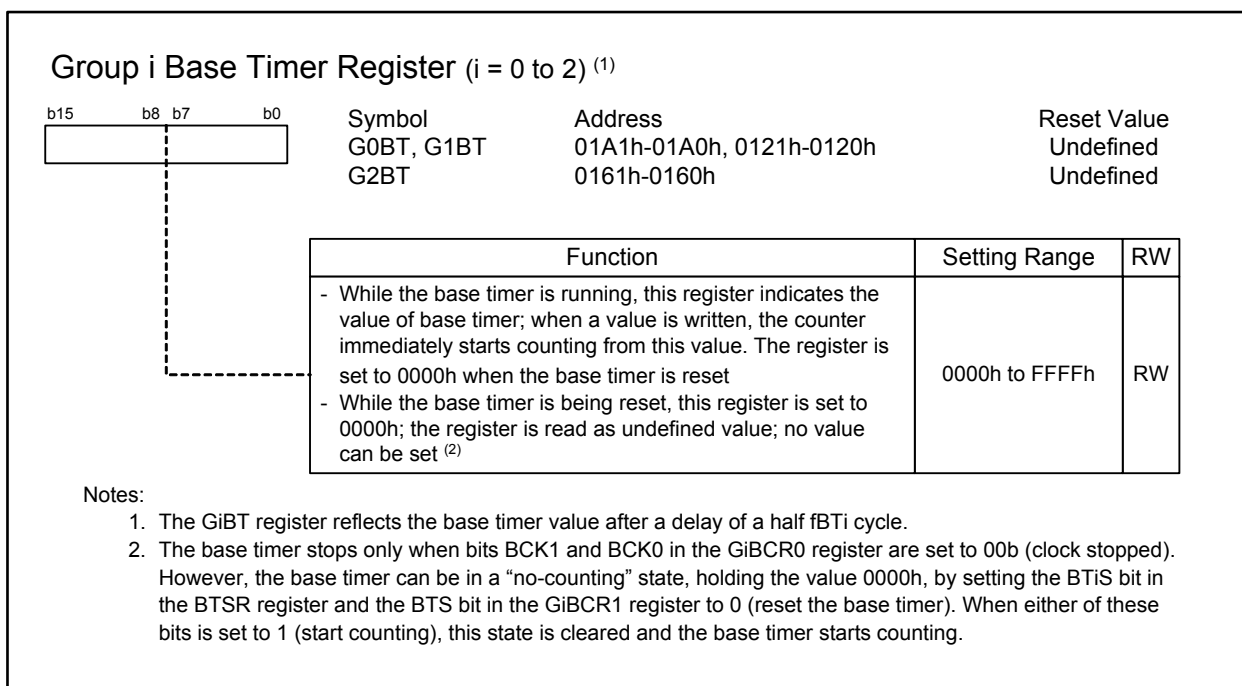 Group i Base Timer Register (i = 0 to 2) (1)
b15 b8 b7 b0
Symbol Address Reset Value
G0BT, G1BT 01A1h-01A0h, 0121h-0120h Undefined
G2BT 0161h-0160h Undefined
Function Setting Range RW
- While the base timer is running, this register indicates the
value of base timer; when a value is written, the counter
immediately starts counting from this value. The register is
set to 0000h when the base timer is reset
- While the base timer is being reset, this register is set to
0000h; the register is read as undefined value; no value
can be set (2)
0000h to FFFFh RW
Notes:
1. The GiBT register reflects the base timer value after a delay of a half fBTi cycle.
2. The base timer stops only when bits BCK1 and BCK0 in the GiBCR0 register are set to 00b (clock stopped).
However, the base timer can be in a “no-counting” state, holding the value 0000h, by setting the BTiS bit in
the BTSR register and the BTS bit in the GiBCR1 register to 0 (reset the base timer). When either of these
bits is set to 1 (start counting), this state is cleared and the base timer starts counting.